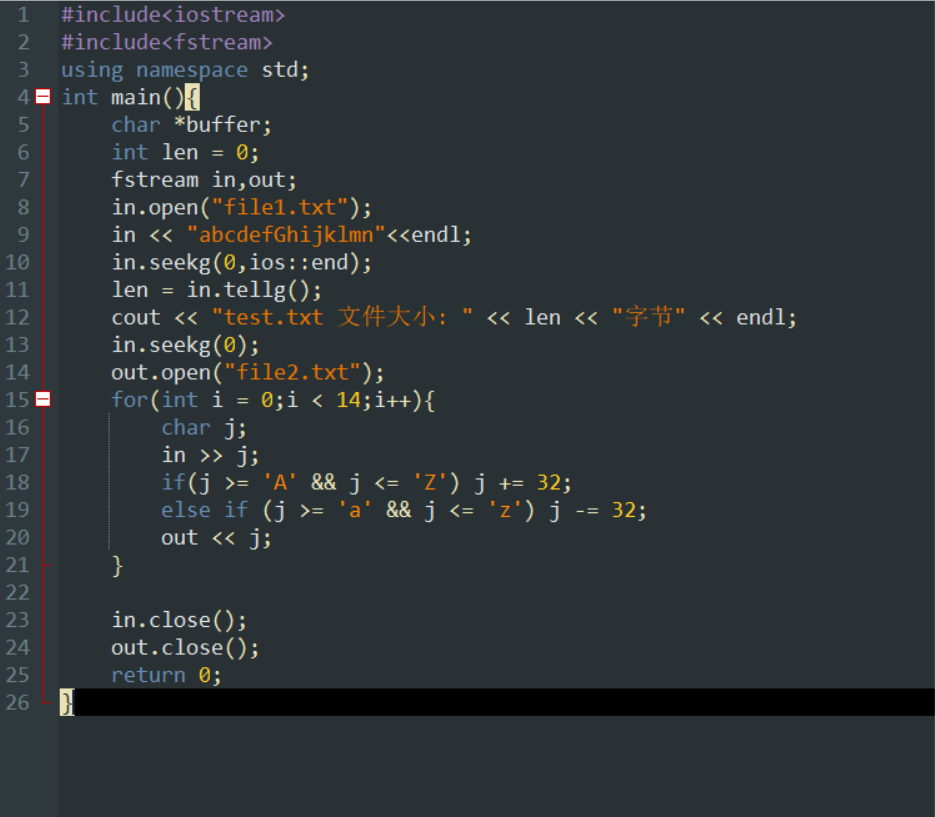 1 #include<iostream>
2 #include<fstream>
3 using namespace std;
4 int main(){
5 char *buffer;
6 int len = 0;
7 fstream in,out;
8 in.open("file1.txt");
9 in << "abcdefGhijklmn"<<endl;
10 in.seekg(0,ios::end);
11 len = in.tellg();
12 cout << "test.txt 文件大小: " << len << "字节" << endl;
13 in.seekg(0);
14 out.open("file2.txt");
15 for(int i = 0;i < 14;i++){
16 char j;
17 in >> j;
18 if(j >= 'A' && j <= 'Z') j += 32;
19 else if (j >= 'a' && j <= 'z') j -= 32;
20 out << j;
21 }
22
23 in.close();
24 out.close();
25 return 0;
26 }